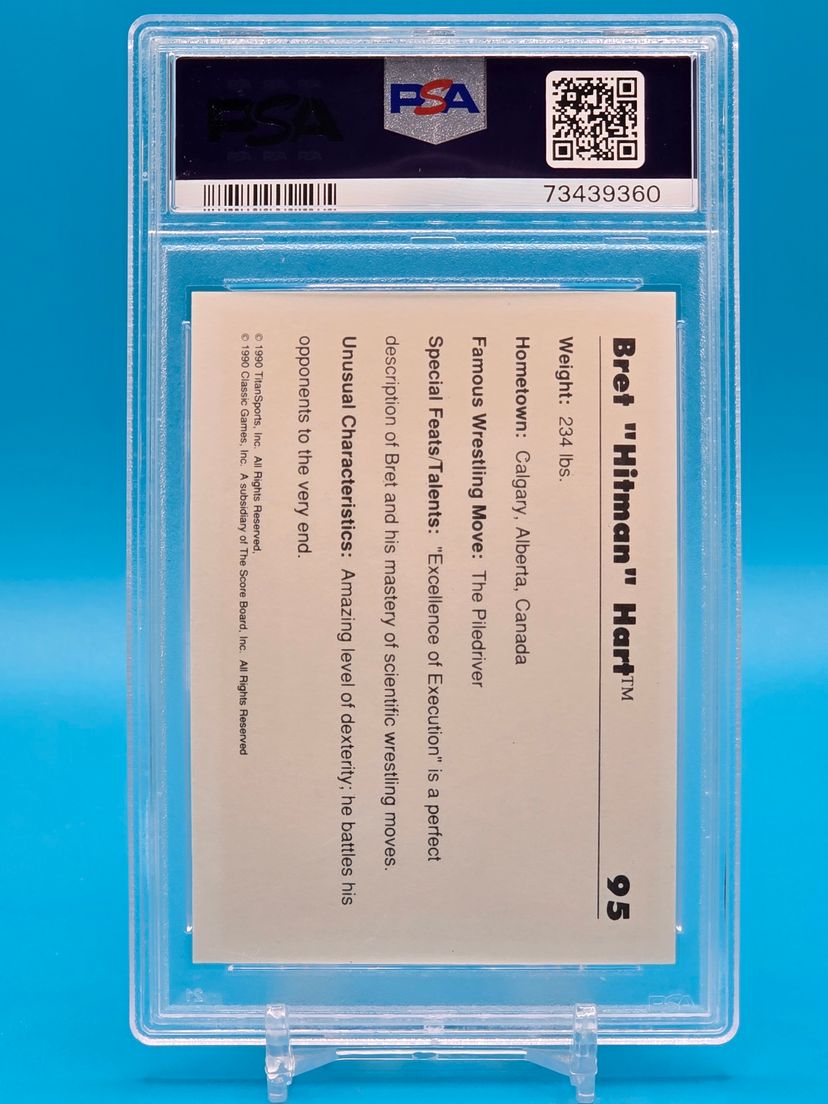 PSA
PSA
73439360
Bret "Hitman" Hart™ 95
Weight: 234 lbs.
Hometown: Calgary, Alberta, Canada
Famous Wrestling Move: The Piledriver
Special Feats/Talents: "Excellence of Execution" is a perfect
description of Bret and his mastery of scientific wrestling moves.
Unusual Characteristics: Amazing level of dexterity; he battles his
opponents to the very end.
© 1990 TitanSports, Inc. All Rights Reserved.
© 1990 Classic Games, Inc. A subsidiary of The Score Board, Inc. All Rights Reserved
PSA